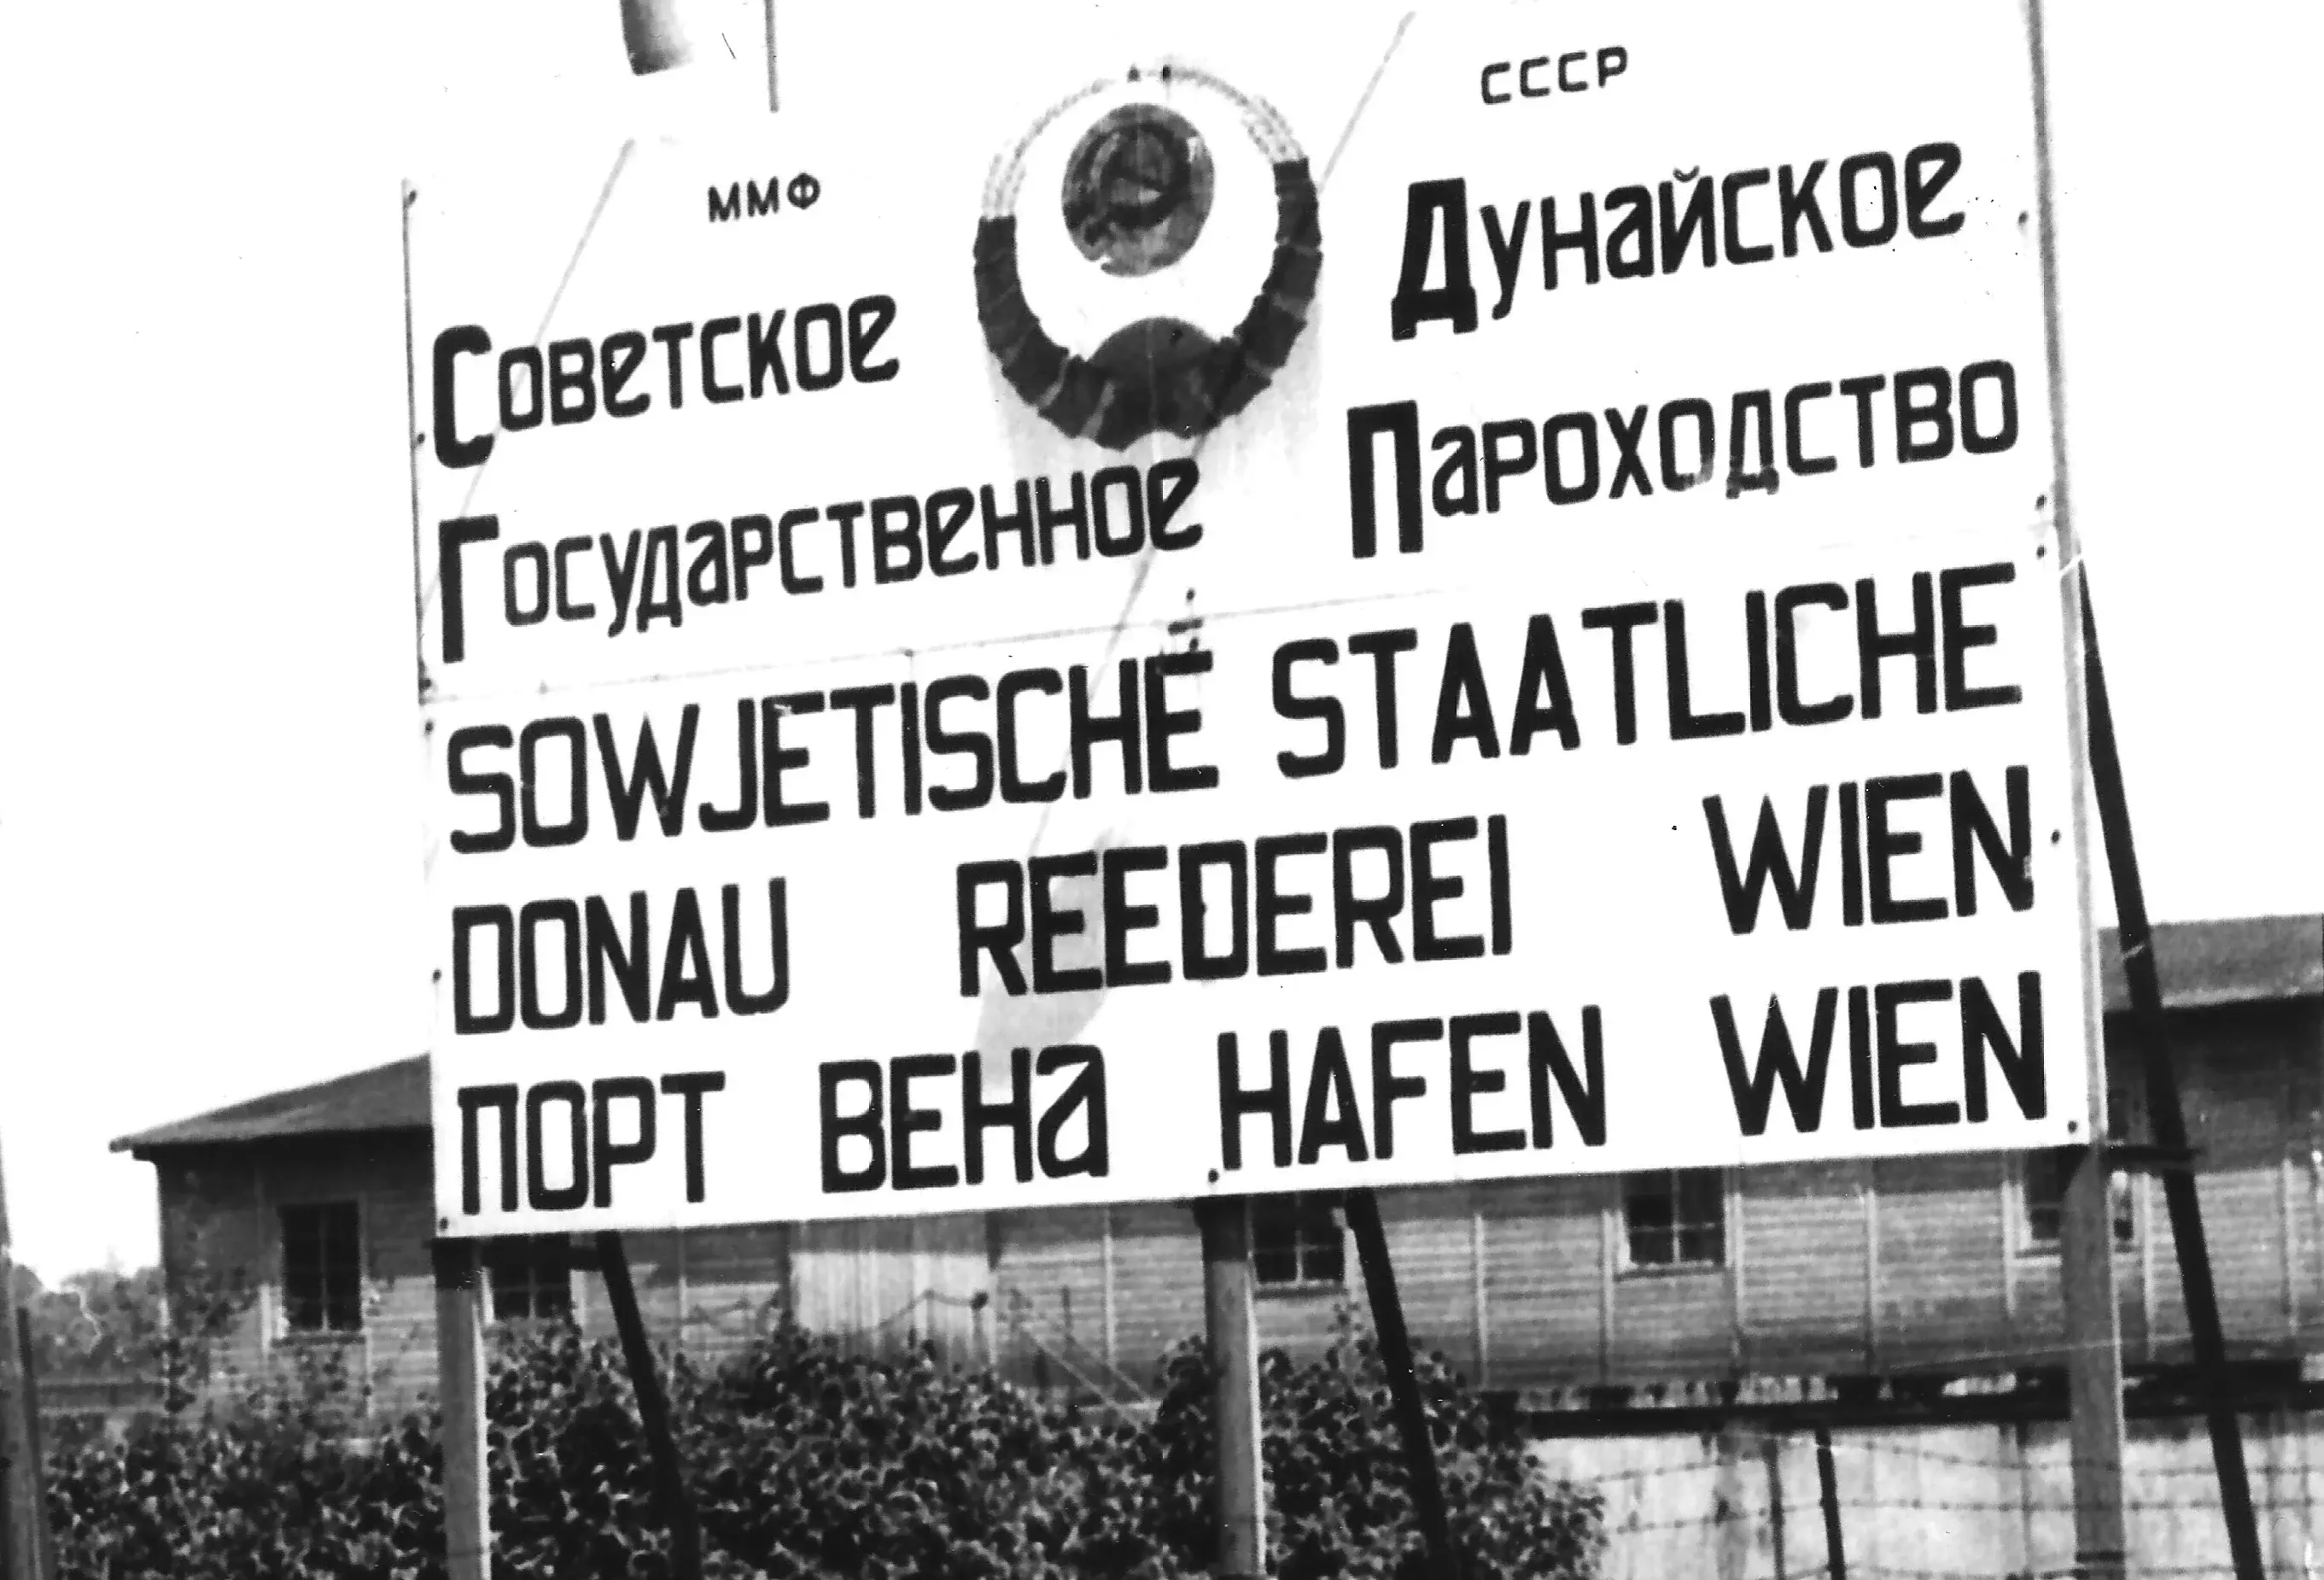 ММФ СССР
Советское Дунайское
Государственное Пароходство
SOWJETISCHE STAATLICHE
DONAU REEDEREI WIEN
ПОРТ ВЕНа HAFEN WIEN